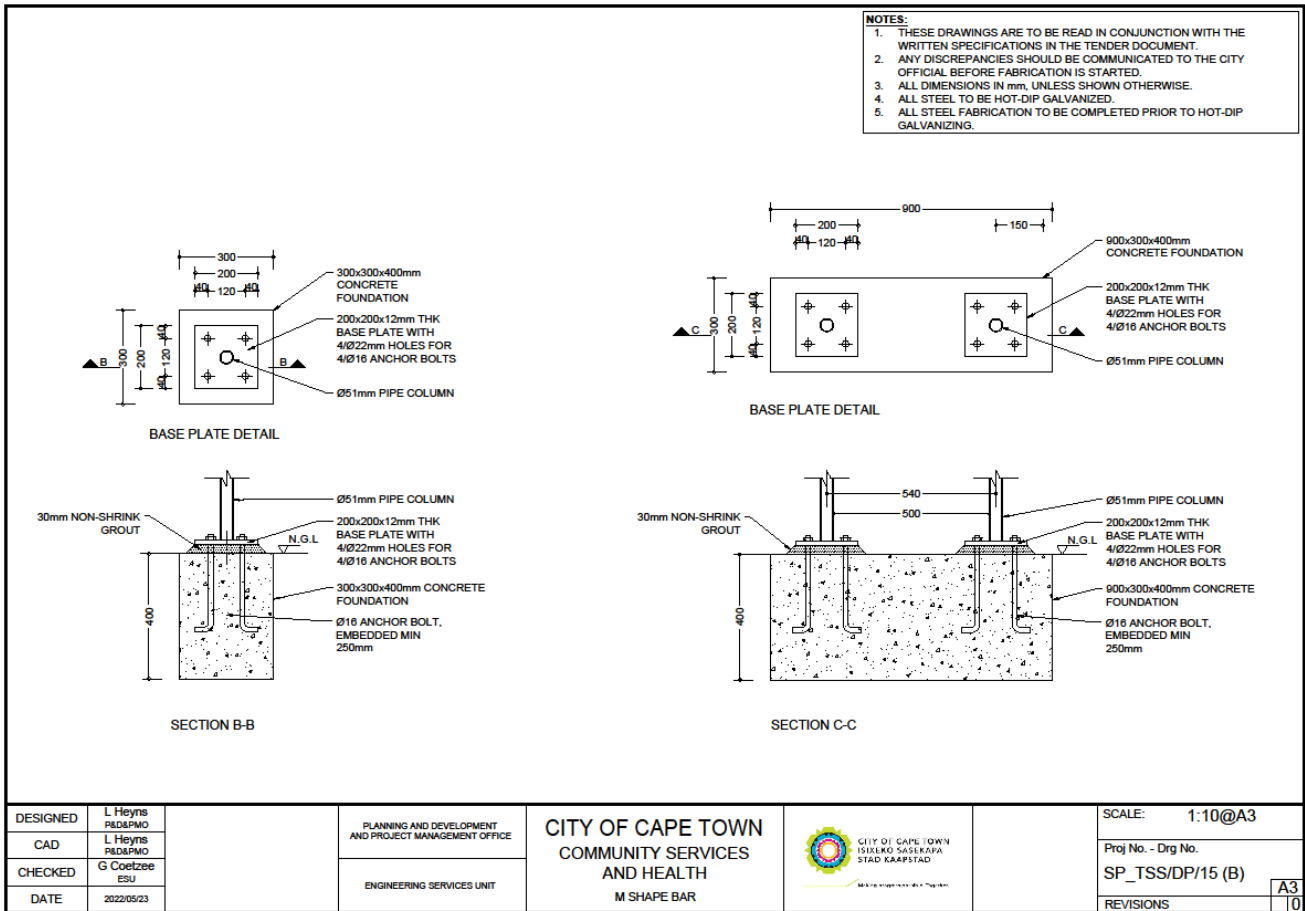 NOTES:
1. THESE DRAWINGS ARE TO BE READ IN CONJUNCTION WITH THE
WRITTEN SPECIFICATIONS IN THE TENDER DOCUMENT.
2. ANY DISCREPANCIES SHOULD BE COMMUNICATED TO THE CITY
OFFICIAL BEFORE FABRICATION IS STARTED.
3. ALL DIMENSIONS IN mm, UNLESS SHOWN OTHERWISE.
4. ALL STEEL TO BE HOT-DIP GALVANIZED.
5. ALL STEEL FABRICATION TO BE COMPLETED PRIOR TO HOT-DIP
GALVANIZING.
300
200
40 120 40
300
200
40
120
40
B
B
300x300x400mm
CONCRETE
FOUNDATION
200x200x12mm THK
BASE PLATE WITH
4/Ø22mm HOLES FOR
4/Ø16 ANCHOR BOLTS
Ø51mm PIPE COLUMN
BASE PLATE DETAIL
900
200
150
40 120 40
300
200
40
120
40
C
C
900x300x400mm
CONCRETE FOUNDATION
200x200x12mm THK
BASE PLATE WITH
4/Ø22mm HOLES FOR
4/Ø16 ANCHOR BOLTS
Ø51mm PIPE COLUMN
BASE PLATE DETAIL
30mm NON-SHRINK
GROUT
N.G.L
400
Ø51mm PIPE COLUMN
200x200x12mm THK
BASE PLATE WITH
4/Ø22mm HOLES FOR
4/Ø16 ANCHOR BOLTS
300x300x400mm CONCRETE
FOUNDATION
Ø16 ANCHOR BOLT,
EMBEDDED MIN
250mm
SECTION B-B
30mm NON-SHRINK
GROUT
540
500
N.G.L
400
Ø51mm PIPE COLUMN
200x200x12mm THK
BASE PLATE WITH
4/Ø22mm HOLES FOR
4/Ø16 ANCHOR BOLTS
900x300x400mm CONCRETE
FOUNDATION
Ø16 ANCHOR BOLT,
EMBEDDED MIN
250mm
SECTION C-C
DESIGNED
L Heyns
P&D&PMO
CAD
L Heyns
P&D&PMO
CHECKED
G Coetzee
ESU
DATE
2022/05/23
PLANNING AND DEVELOPMENT
AND PROJECT MANAGEMENT OFFICE
ENGINEERING SERVICES UNIT
CITY OF CAPE TOWN
COMMUNITY SERVICES
AND HEALTH
M SHAPE BAR
CITY OF CAPE TOWN
ISIXEKO SASEKAPA
STAD KAAPSTAD
SCALE: 1:10@A3
Proj No. - Drg No.
SP_TSS/DP/15 (B)
A3
REVISIONS 0